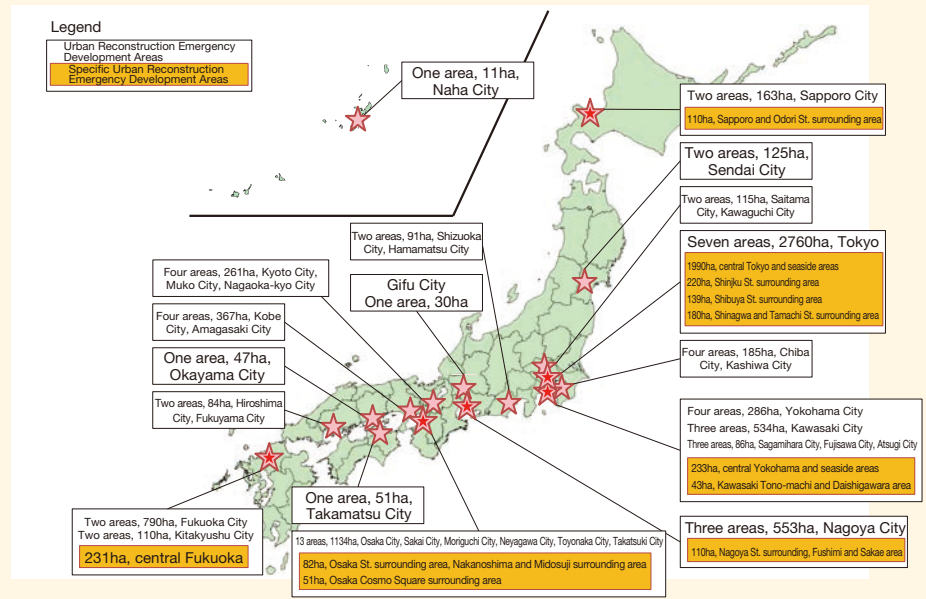 Legend
Urban Reconstruction Emergency
Development Areas
Specific Urban Reconstruction
Emergency Development Areas
One area, 11ha,
Naha City
Two areas, 163ha, Sapporo City
110ha, Sapporo and Odori St. surrounding area
Two areas, 125ha,
Sendai City
Two areas, 115ha, Saitama
City, Kawaguchi City
Two areas, 91ha, Shizuoka
City, Hamamatsu City
Seven areas, 2760ha, Tokyo
1990ha, central Tokyo and seaside areas
220ha, Shinjku St. surrounding area
139ha, Shibuya St. surrounding area
180ha, Shinagwa and Tamachi St. surrounding area
Four areas, 261ha, Kyoto City,
Muko City, Nagaoka-kyo City
Gifu City
One area, 30ha
Four areas, 367ha, Kobe
City, Amagasaki City
One area, 47ha,
Okayama City
Four areas, 185ha, Chiba
City, Kashiwa City
Two areas, 84ha, Hiroshima
City, Fukuyama City
Four areas, 286ha, Yokohama City
Three areas, 534ha, Kawasaki City
Three areas, 86ha, Sagamihara City, Fujisawa City, Atsugi City
233ha, central Yokohama and seaside areas
43ha, Kawasaki Tono-machi and Daishigawara area
One area, 51ha,
Takamatsu City
Two areas, 790ha, Fukuoka City
Two areas, 110ha, Kitakyushu City
231ha, central Fukuoka
13 areas, 1134ha, Osaka City, Sakai City, Moriguchi City, Neyagawa City, Toyonaka City, Takatsuki City
82ha, Osaka St. surrounding area, Nakanoshima and Midosuji surrounding area
51ha, Osaka Cosmo Square surrounding area
Three areas, 553ha, Nagoya City
110ha, Nagoya St. surrounding, Fushimi and Sakae area